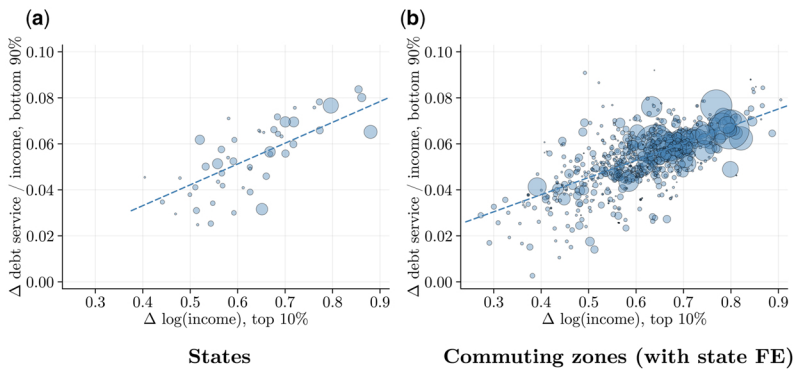 (a)
(b)
Δ debt service / income, bottom 90%
0.10
0.08
0.06
0.04
0.02
0.00
0.3 0.4 0.5 0.6 0.7 0.8 0.9
Δ log(income), top 10%
States
Δ debt service / income, bottom 90%
0.10
0.08
0.06
0.04
0.02
0.00
0.3 0.4 0.5 0.6 0.7 0.8 0.9
Δ log(income), top 10%
Commuting zones (with state FE)